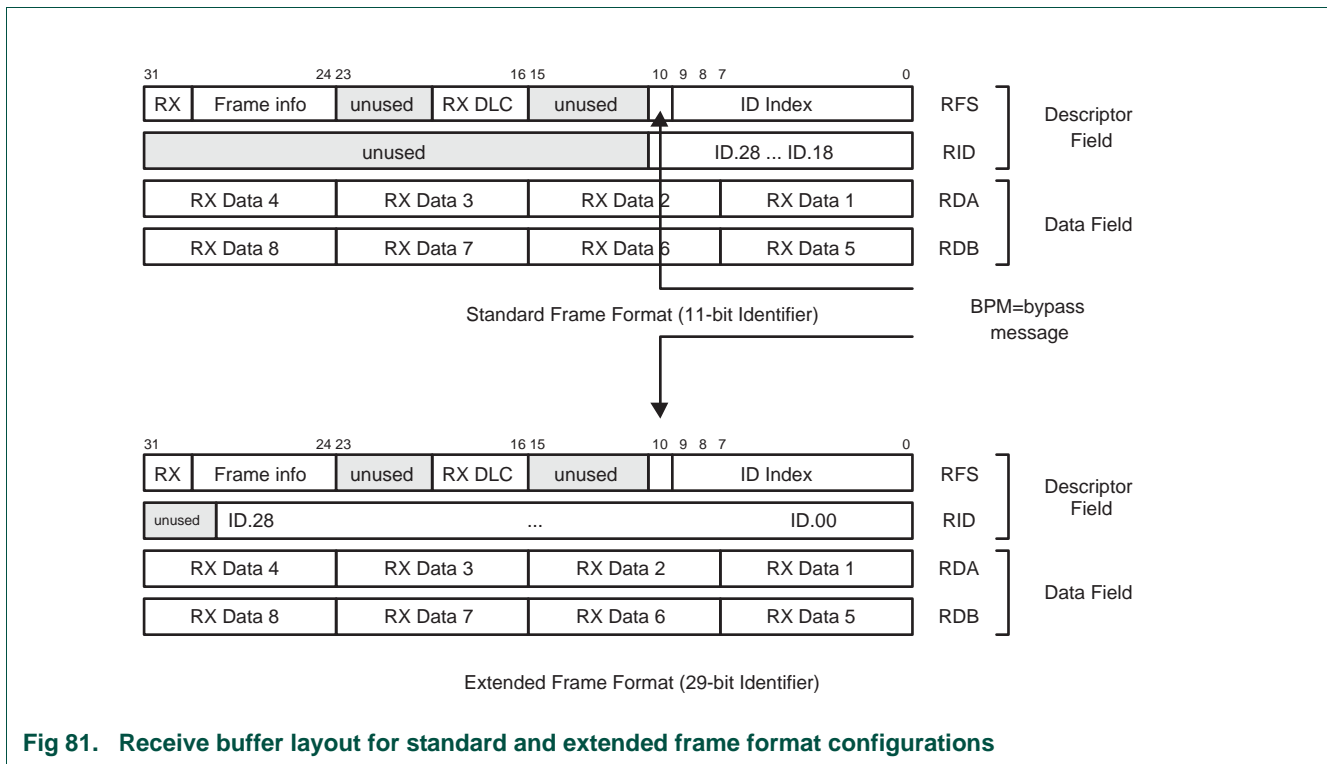 31 24 23 16 15 10 9 8 7 0
RX Frame info unused RX DLC unused ID Index RFS
Descriptor
Field
unused ID.28 ... ID.18 RID
RX Data 4 RX Data 3 RX Data 2 RX Data 1 RDA
Data Field
RX Data 8 RX Data 7 RX Data 6 RX Data 5 RDB
Standard Frame Format (11-bit Identifier)
BPM=bypass
message
31 24 23 16 15 10 9 8 7 0
RX Frame info unused RX DLC unused ID Index RFS
Descriptor
Field
unused ID.28 ... ID.00 RID
RX Data 4 RX Data 3 RX Data 2 RX Data 1 RDA
Data Field
RX Data 8 RX Data 7 RX Data 6 RX Data 5 RDB
Extended Frame Format (29-bit Identifier)
Fig 81. Receive buffer layout for standard and extended frame format configurations